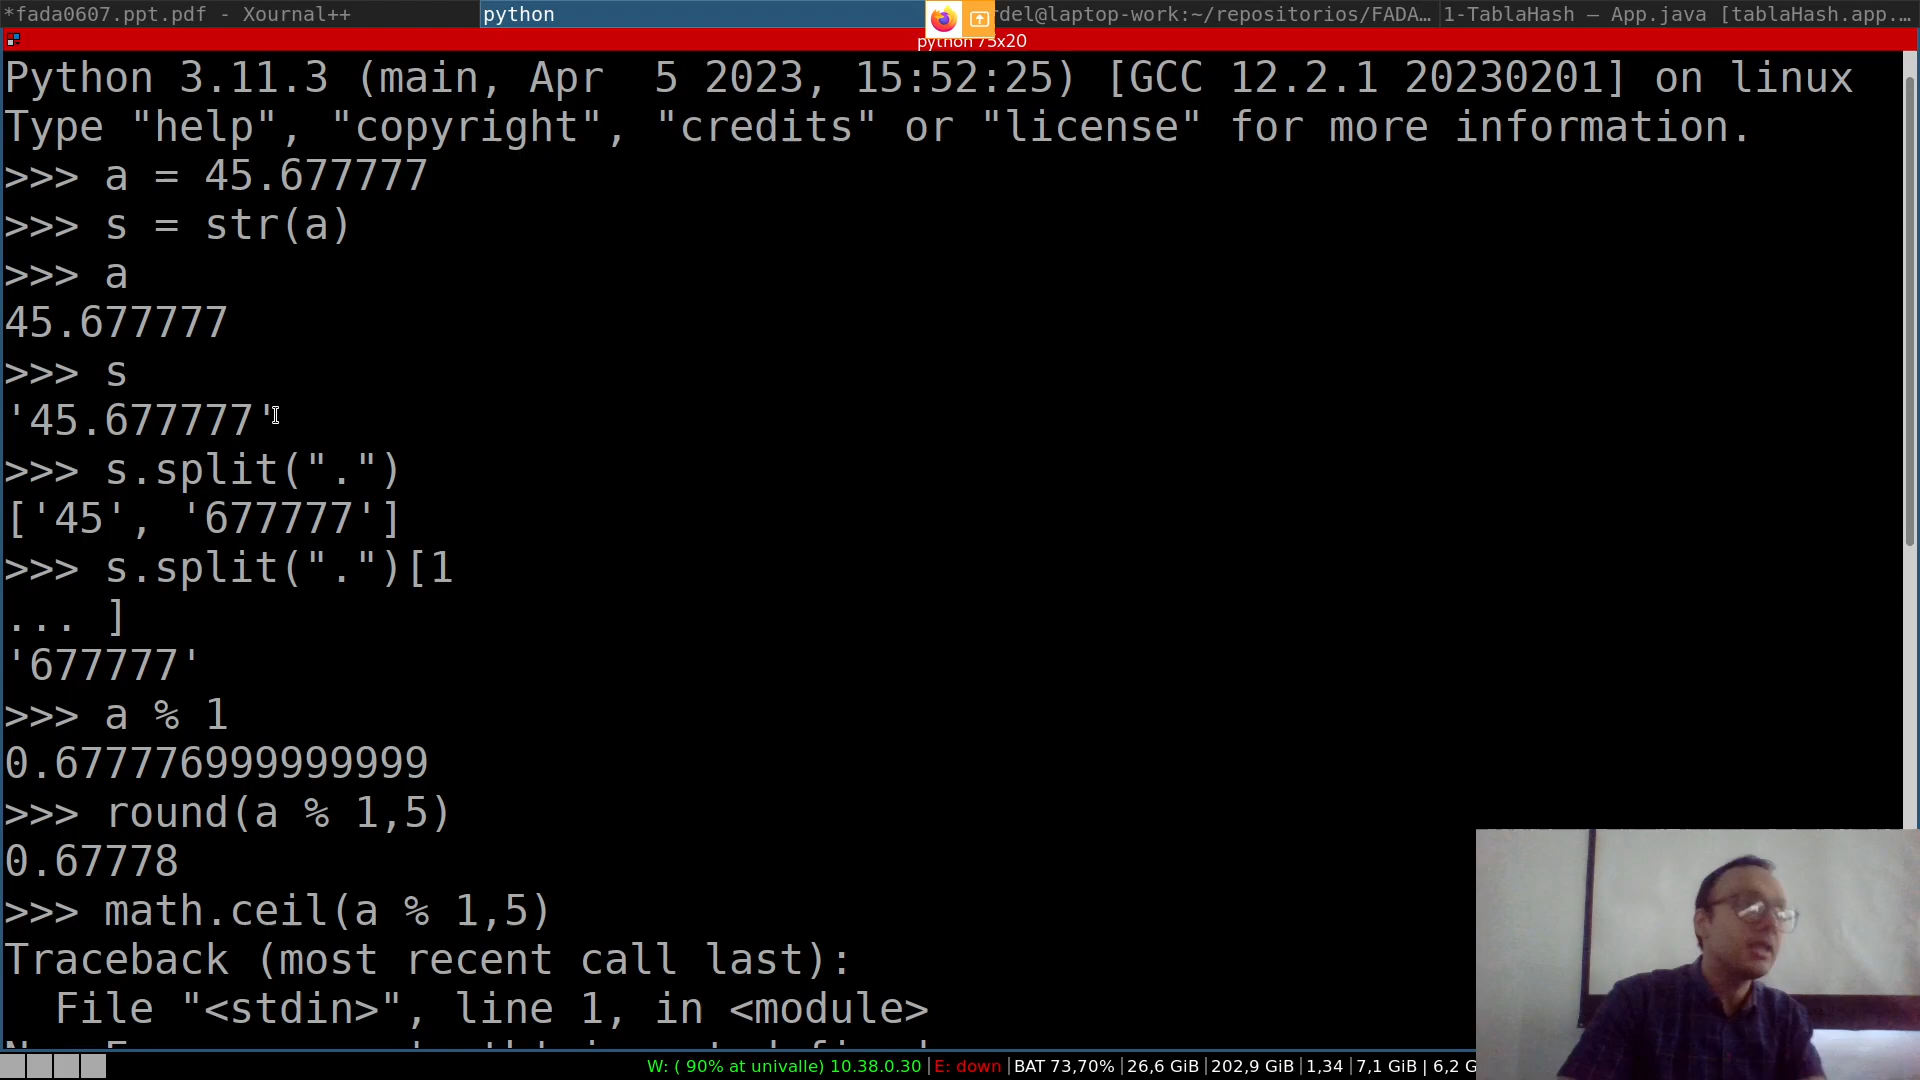 *fada0607.ppt.pdf - Xournal++
python
rdel@laptop-work:~/repositorios/FADA…
1-TablaHash – App.java [tablaHash.app.…
python 75x20
Python 3.11.3 (main, Apr  5 2023, 15:52:25) [GCC 12.2.1 20230201] on linux
Type "help", "copyright", "credits" or "license" for more information.
>>> a = 45.677777
>>> s = str(a)
>>> a
45.677777
>>> s
'45.677777'
>>> s.split(".")
['45', '677777']
>>> s.split(".")[1
... ]
'677777'
>>> a % 1
0.677776999999999
>>> round(a % 1,5)
0.67778
>>> math.ceil(a % 1,5)
Traceback (most recent call last):
  File "<stdin>", line 1, in <module>
W: ( 90% at univalle) 10.38.0.30 |E: down |BAT 73,70% |26,6 GiB |202,9 GiB |1,34 |7,1 GiB | 6,2 G